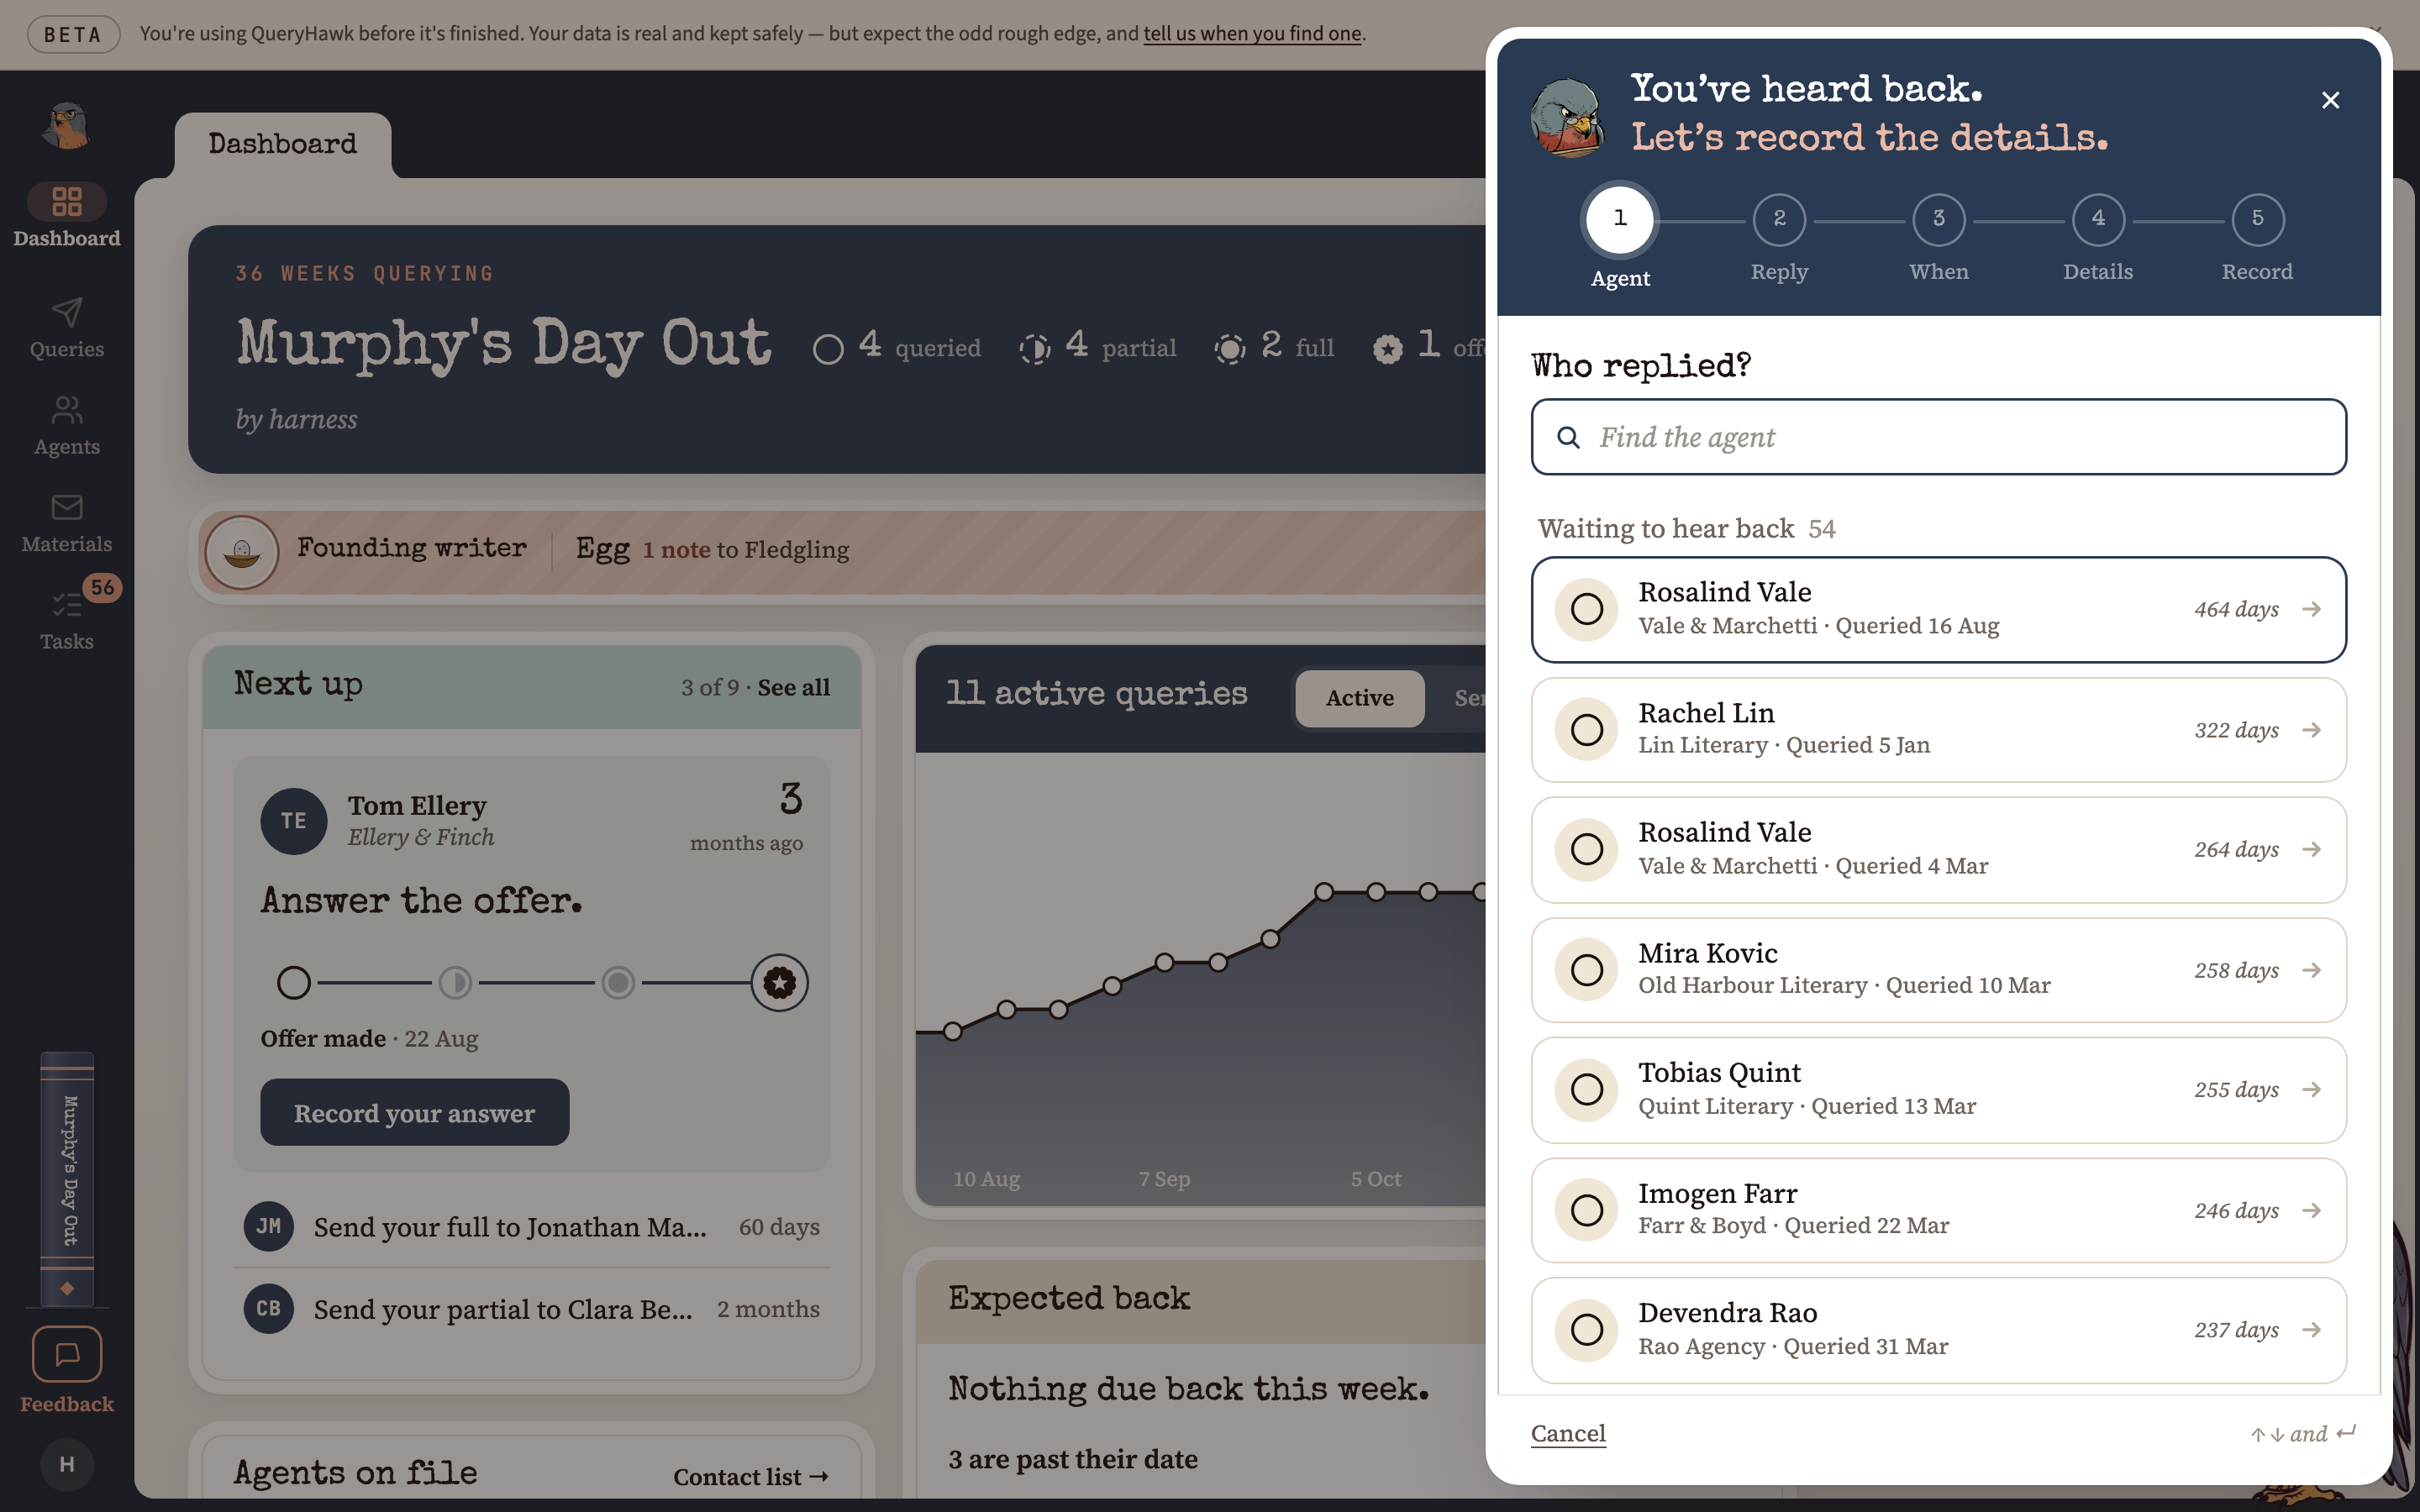 BETA
You're using QueryHawk before it's finished. Your data is real and kept safely — but expect the odd rough edge, and tell us when you find one.
Dashboard
Queries
Agents
Materials
56
Tasks
Murphy's Day Out
Feedback
H
Dashboard
36 WEEKS QUERYING
Murphy's Day Out
4 queried
4 partial
2 full
1
by harness
Founding writer
Egg 1 note to Fledgling
Next up
3 of 9 · See all
TE
Tom Ellery
Ellery & Finch
3
months ago
Answer the offer.
Offer made · 22 Aug
Record your answer
JM
Send your full to Jonathan Ma...
60 days
CB
Send your partial to Clara Be...
2 months
Agents on file
Contact list →
11 active queries
Active
10 Aug
7 Sep
5 Oct
Expected back
Nothing due back this week.
3 are past their date
You’ve heard back.
Let’s record the details.
×
1
2
3
4
5
Agent
Reply
When
Details
Record
Who replied?
Find the agent
Waiting to hear back 54
Rosalind Vale
Vale & Marchetti · Queried 16 Aug
464 days →
Rachel Lin
Lin Literary · Queried 5 Jan
322 days →
Rosalind Vale
Vale & Marchetti · Queried 4 Mar
264 days →
Mira Kovic
Old Harbour Literary · Queried 10 Mar
258 days →
Tobias Quint
Quint Literary · Queried 13 Mar
255 days →
Imogen Farr
Farr & Boyd · Queried 22 Mar
246 days →
Devendra Rao
Rao Agency · Queried 31 Mar
237 days →
Cancel
↑↓ and ↵